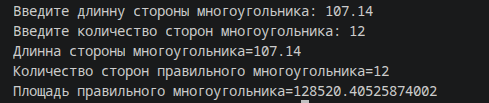 Введите длинну стороны многоугольника: 107.14
Введите количество сторон многоугольника: 12
Длинна стороны многоугольника=107.14
Количество сторон правильного многоугольника=12
Площадь правильного многоугольника=128520.40525874002